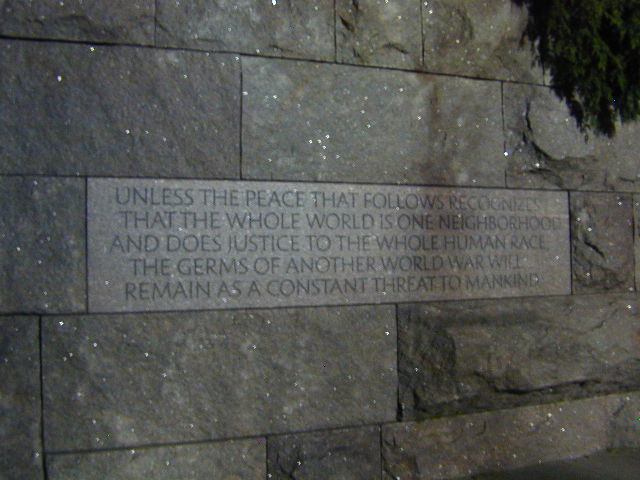 UNLESS THE PEACE THAT FOLLOWS RECOGNIZES
THAT THE WHOLE WORLD IS ONE NEIGHBORHOOD
AND DOES JUSTICE TO THE WHOLE HUMAN RACE,
THE GERMS OF ANOTHER WORLD WAR WILL
REMAIN AS A CONSTANT THREAT TO MANKIND.